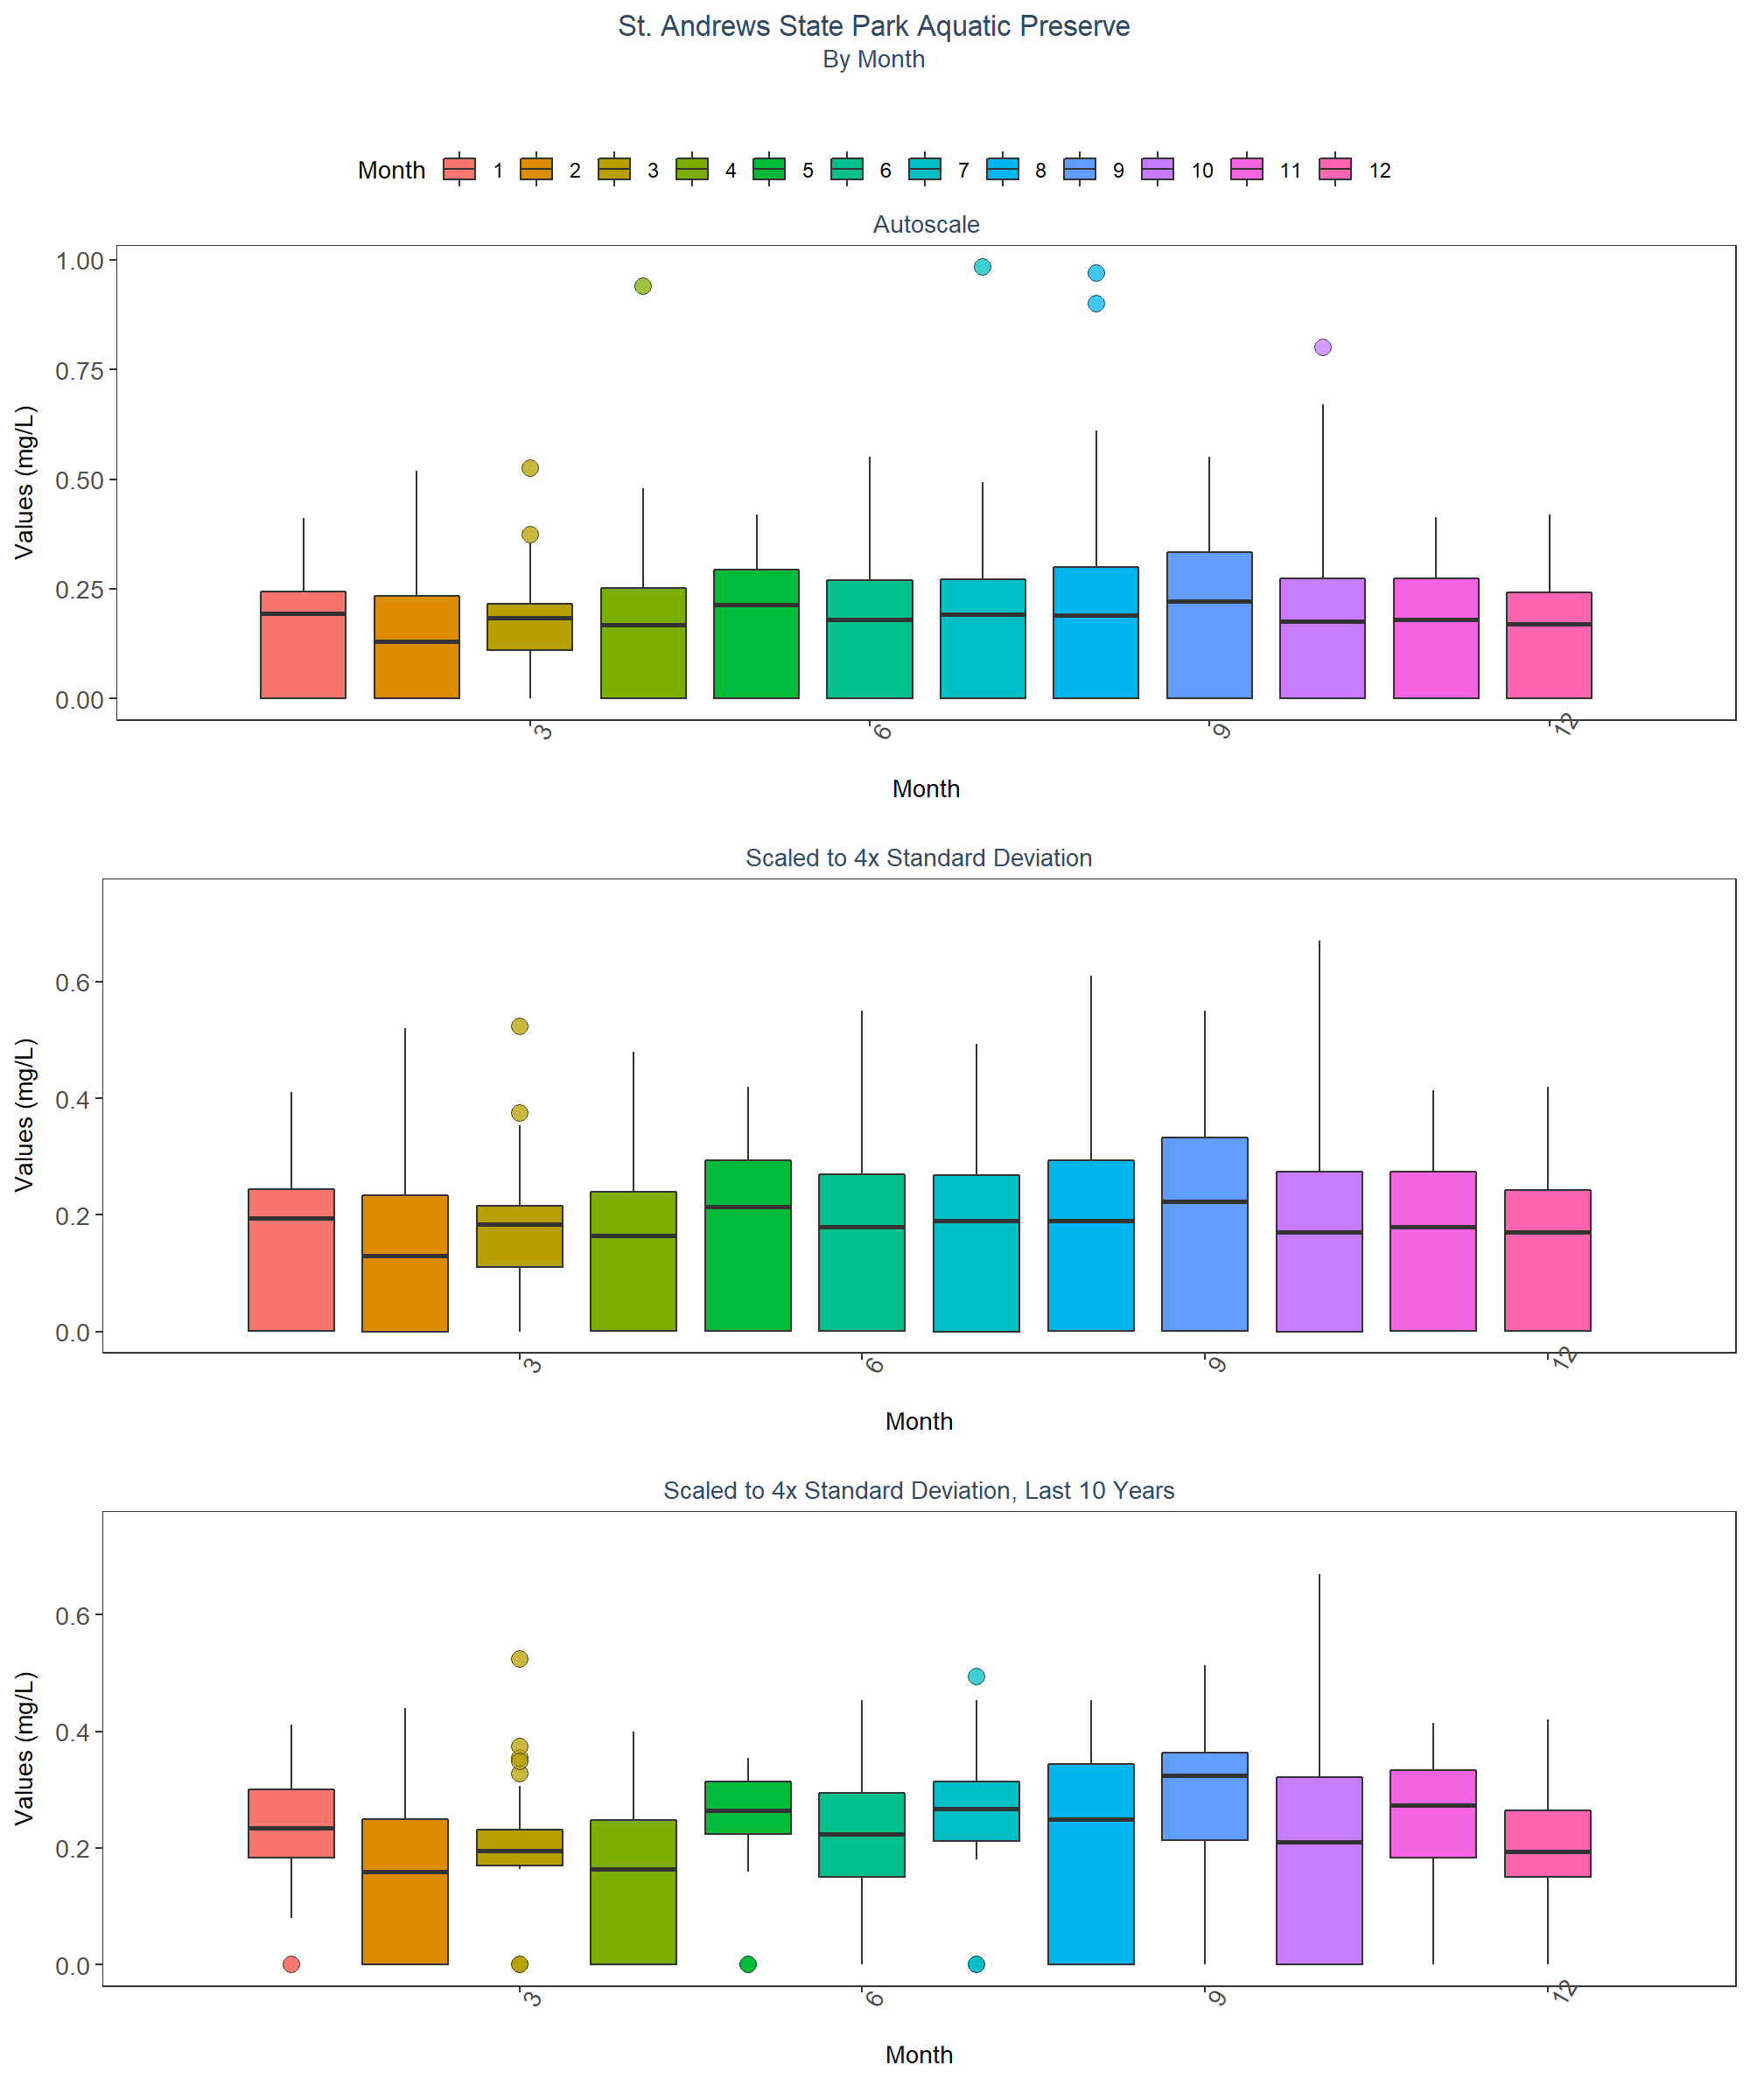 St. Andrews State Park Aquatic Preserve
By Month
Month 1 2 3 4 5 6 7 8 9 10 11 12
Autoscale
Values (mg/L)
1.00
0.75
0.50
0.25
0.00
3 6 9 12
Month
Scaled to 4x Standard Deviation
Values (mg/L)
0.6
0.4
0.2
0.0
3 6 9 12
Month
Scaled to 4x Standard Deviation, Last 10 Years
Values (mg/L)
0.6
0.4
0.2
0.0
3 6 9 12
Month